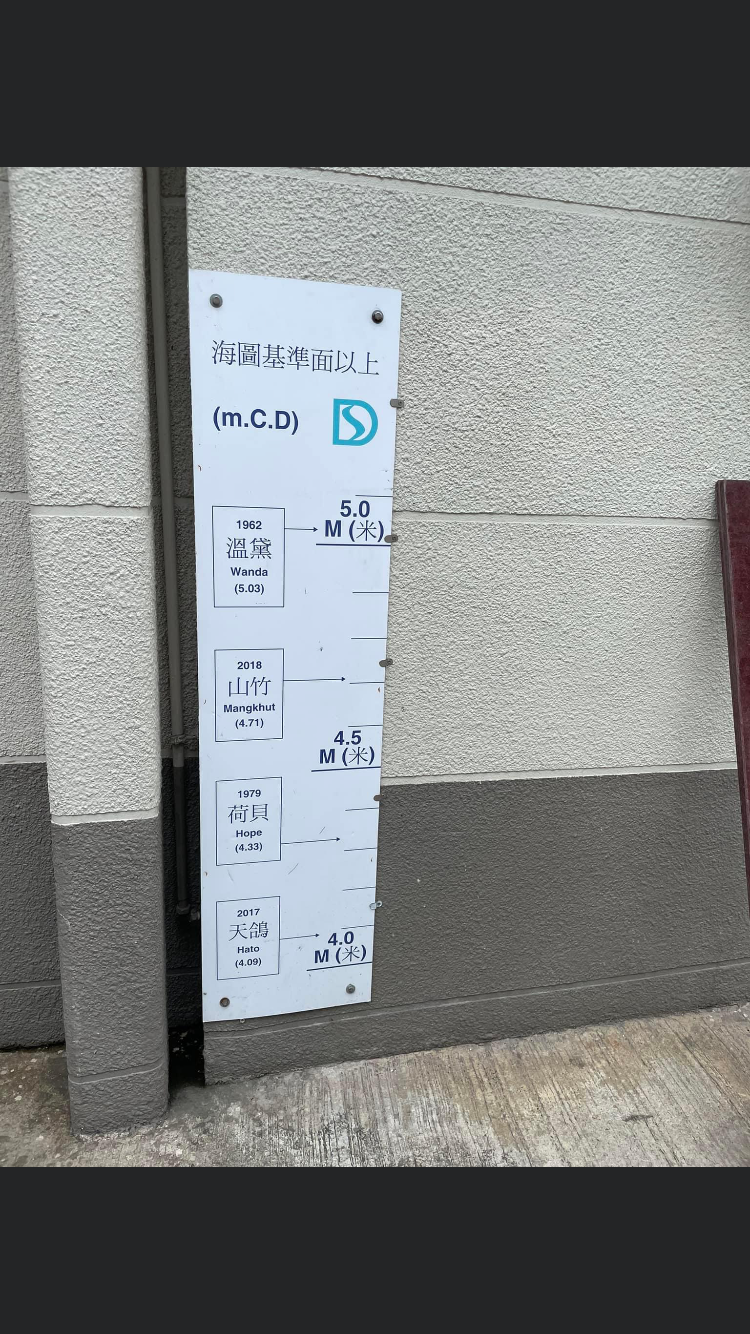 海圖基準面以上
(m.C.D)
1962
溫黛
Wanda
(5.03)
5.0
M (米)
2018
山竹
Mangkhut
(4.71)
4.5
M (米)
1979
荷貝
Hope
(4.33)
2017
天鴿
Hato
(4.09)
4.0
M (米)